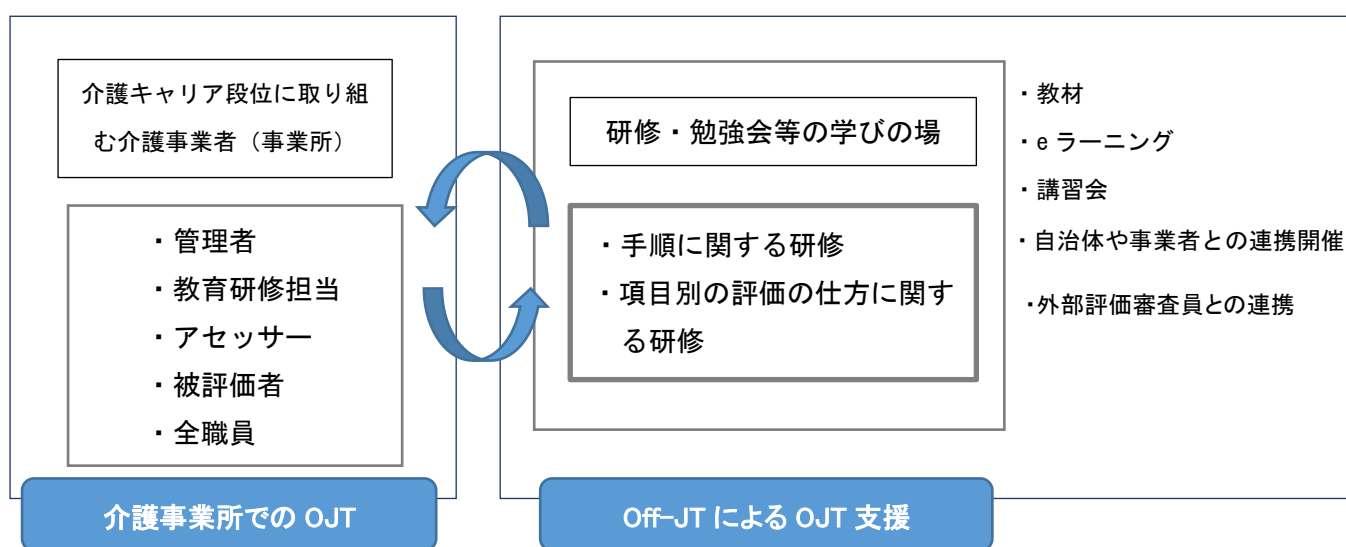 介護キャリア段位に取り組
む介護事業者（事業所）
・管理者
・教育研修担当
・アセッサー
・被評価者
・全職員
介護事業所での OJT
研修・勉強会等の学びの場
・手順に関する研修
・項目別の評価の仕方に関す
る研修
・教材
・e ラーニング
・講習会
・自治体や事業者との連携開催
・外部評価審査員との連携
Off-JT による OJT 支援